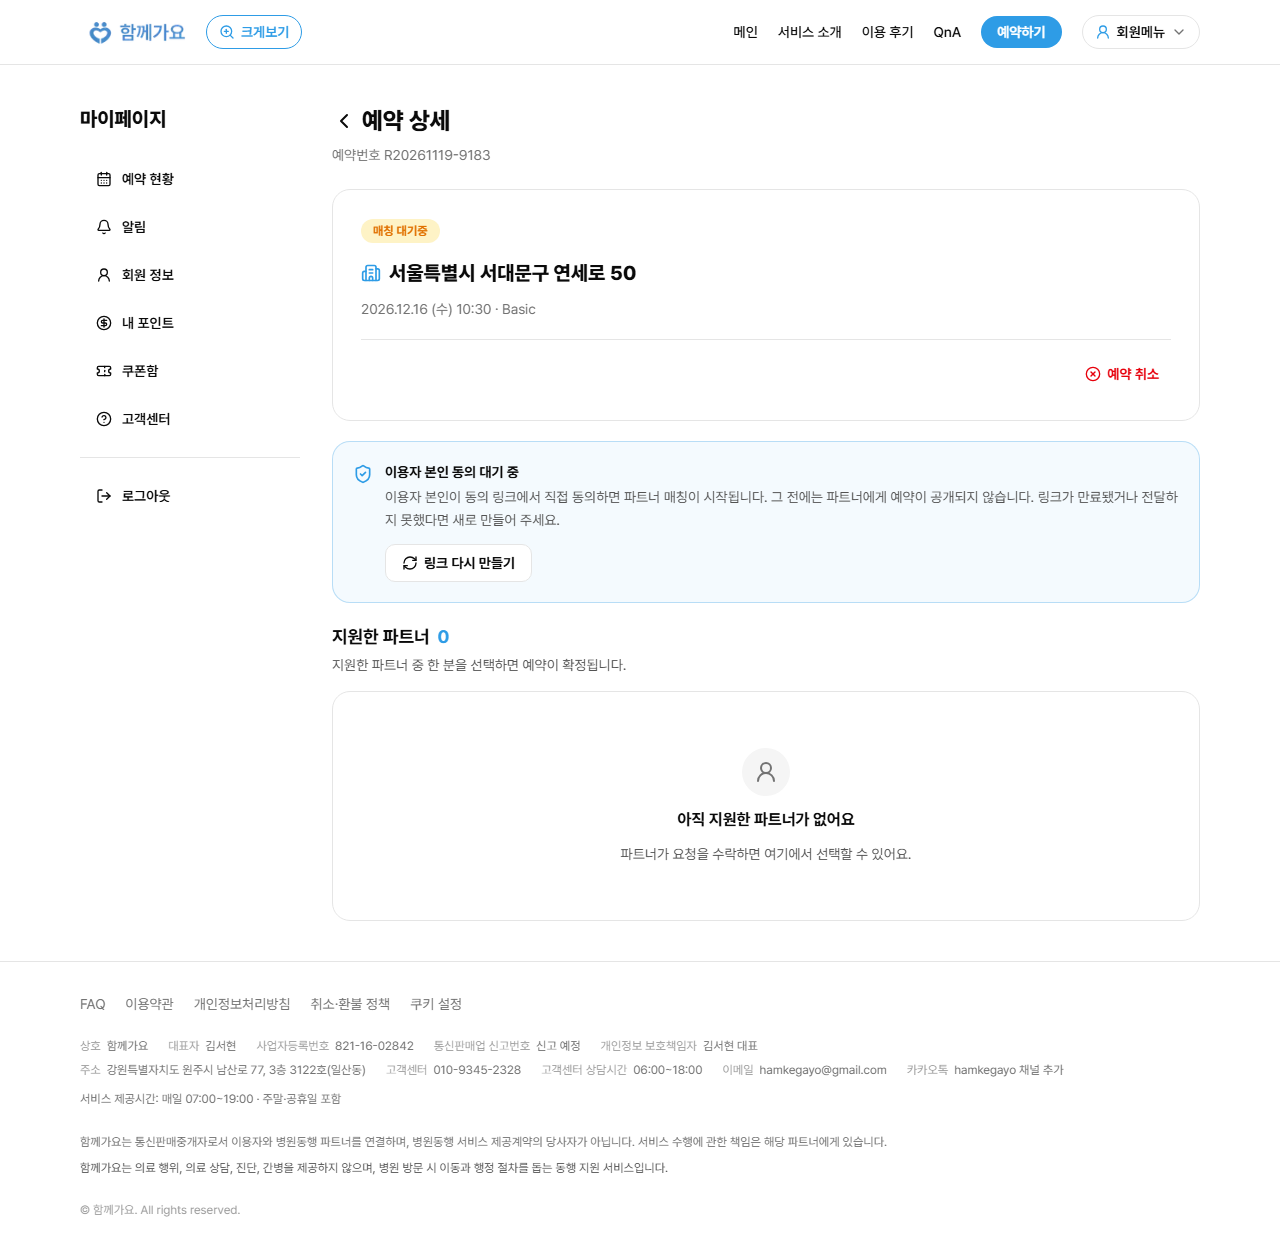 함께가요
크게보기
메인
서비스 소개
이용 후기
QnA
예약하기
회원메뉴
마이페이지
예약 현황
알림
회원 정보
내 포인트
쿠폰함
고객센터
로그아웃
예약 상세
예약번호 R20261119-9183
매칭 대기중
서울특별시 서대문구 연세로 50
2026.12.16 (수) 10:30 · Basic
예약 취소
이용자 본인 동의 대기 중
이용자 본인이 동의 링크에서 직접 동의하면 파트너 매칭이 시작됩니다. 그 전에는 파트너에게 예약이 공개되지 않습니다. 링크가 만료됐거나 전달하
지 못했다면 새로 만들어 주세요.
링크 다시 만들기
지원한 파트너 0
지원한 파트너 중 한 분을 선택하면 예약이 확정됩니다.
아직 지원한 파트너가 없어요
파트너가 요청을 수락하면 여기에서 선택할 수 있어요.
FAQ 이용약관 개인정보처리방침 취소·환불 정책 쿠키 설정
상호 함께가요 대표자 김서현 사업자등록번호 821-16-02842 통신판매업 신고번호 신고 예정 개인정보 보호책임자 김서현 대표
주소 강원특별자치도 원주시 남산로 77, 3층 3122호(일산동) 고객센터 010-9345-2328 고객센터 상담시간 06:00~18:00 이메일 hamkegayo@gmail.com 카카오톡 hamkegayo 채널 추가
서비스 제공시간: 매일 07:00~19:00 · 주말·공휴일 포함
함께가요는 통신판매중개자로서 이용자와 병원동행 파트너를 연결하며, 병원동행 서비스 제공계약의 당사자가 아닙니다. 서비스 수행에 관한 책임은 해당 파트너에게 있습니다.
함께가요는 의료 행위, 의료 상담, 진단, 간병을 제공하지 않으며, 병원 방문 시 이동과 행정 절차를 돕는 동행 지원 서비스입니다.
© 함께가요. All rights reserved.